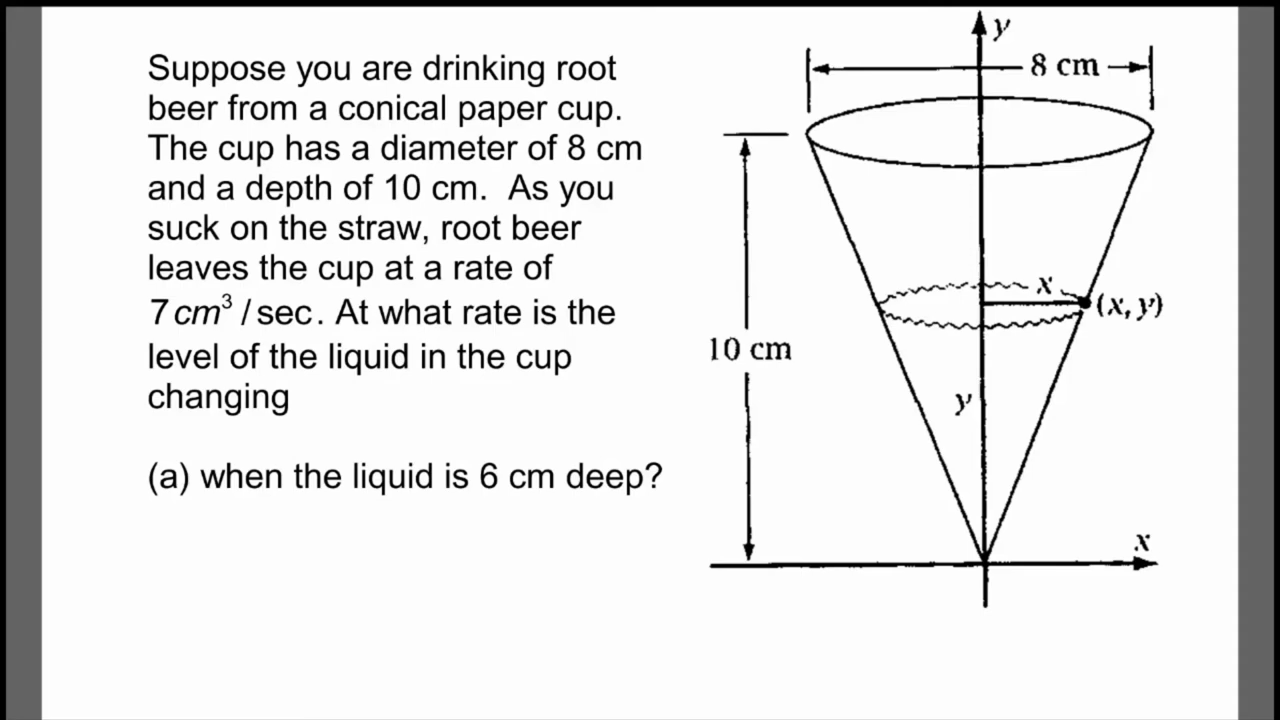 Suppose you are drinking root
beer from a conical paper cup.
The cup has a diameter of 8 cm
and a depth of 10 cm.  As you
suck on the straw, root beer
leaves the cup at a rate of
7 cm³ / sec. At what rate is the
level of the liquid in the cup
changing
(a) when the liquid is 6 cm deep?
y
8 cm
x
(x, y)
10 cm
y
x